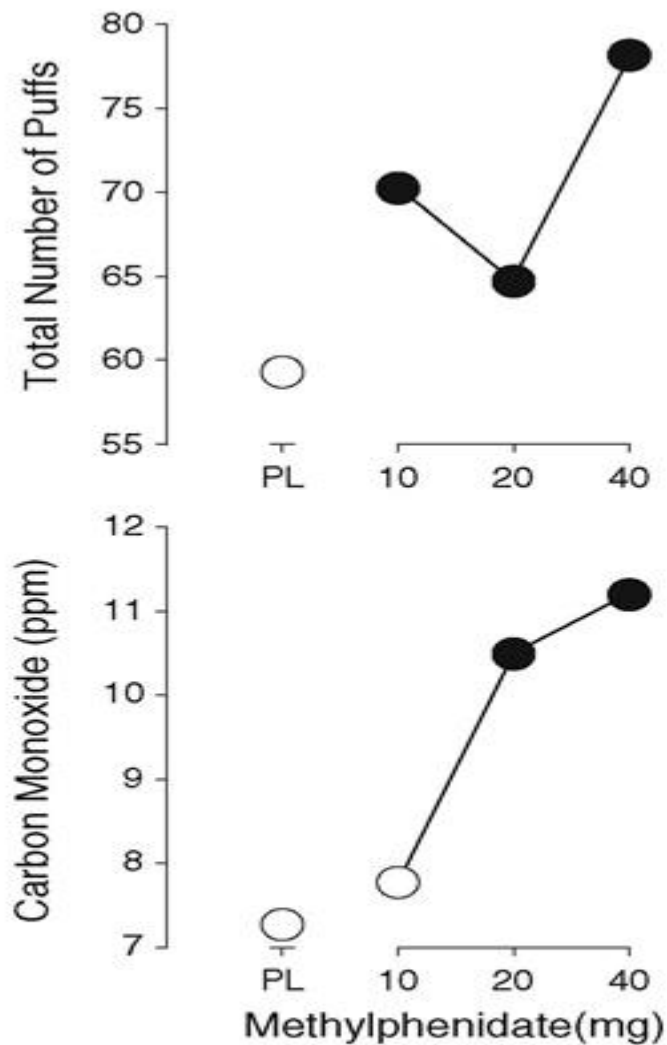 Total Number of Puffs
80
75
70
65
60
55
PL 10 20 40
Carbon Monoxide (ppm)
12
11
10
9
8
7
PL 10 20 40
Methylphenidate(mg)